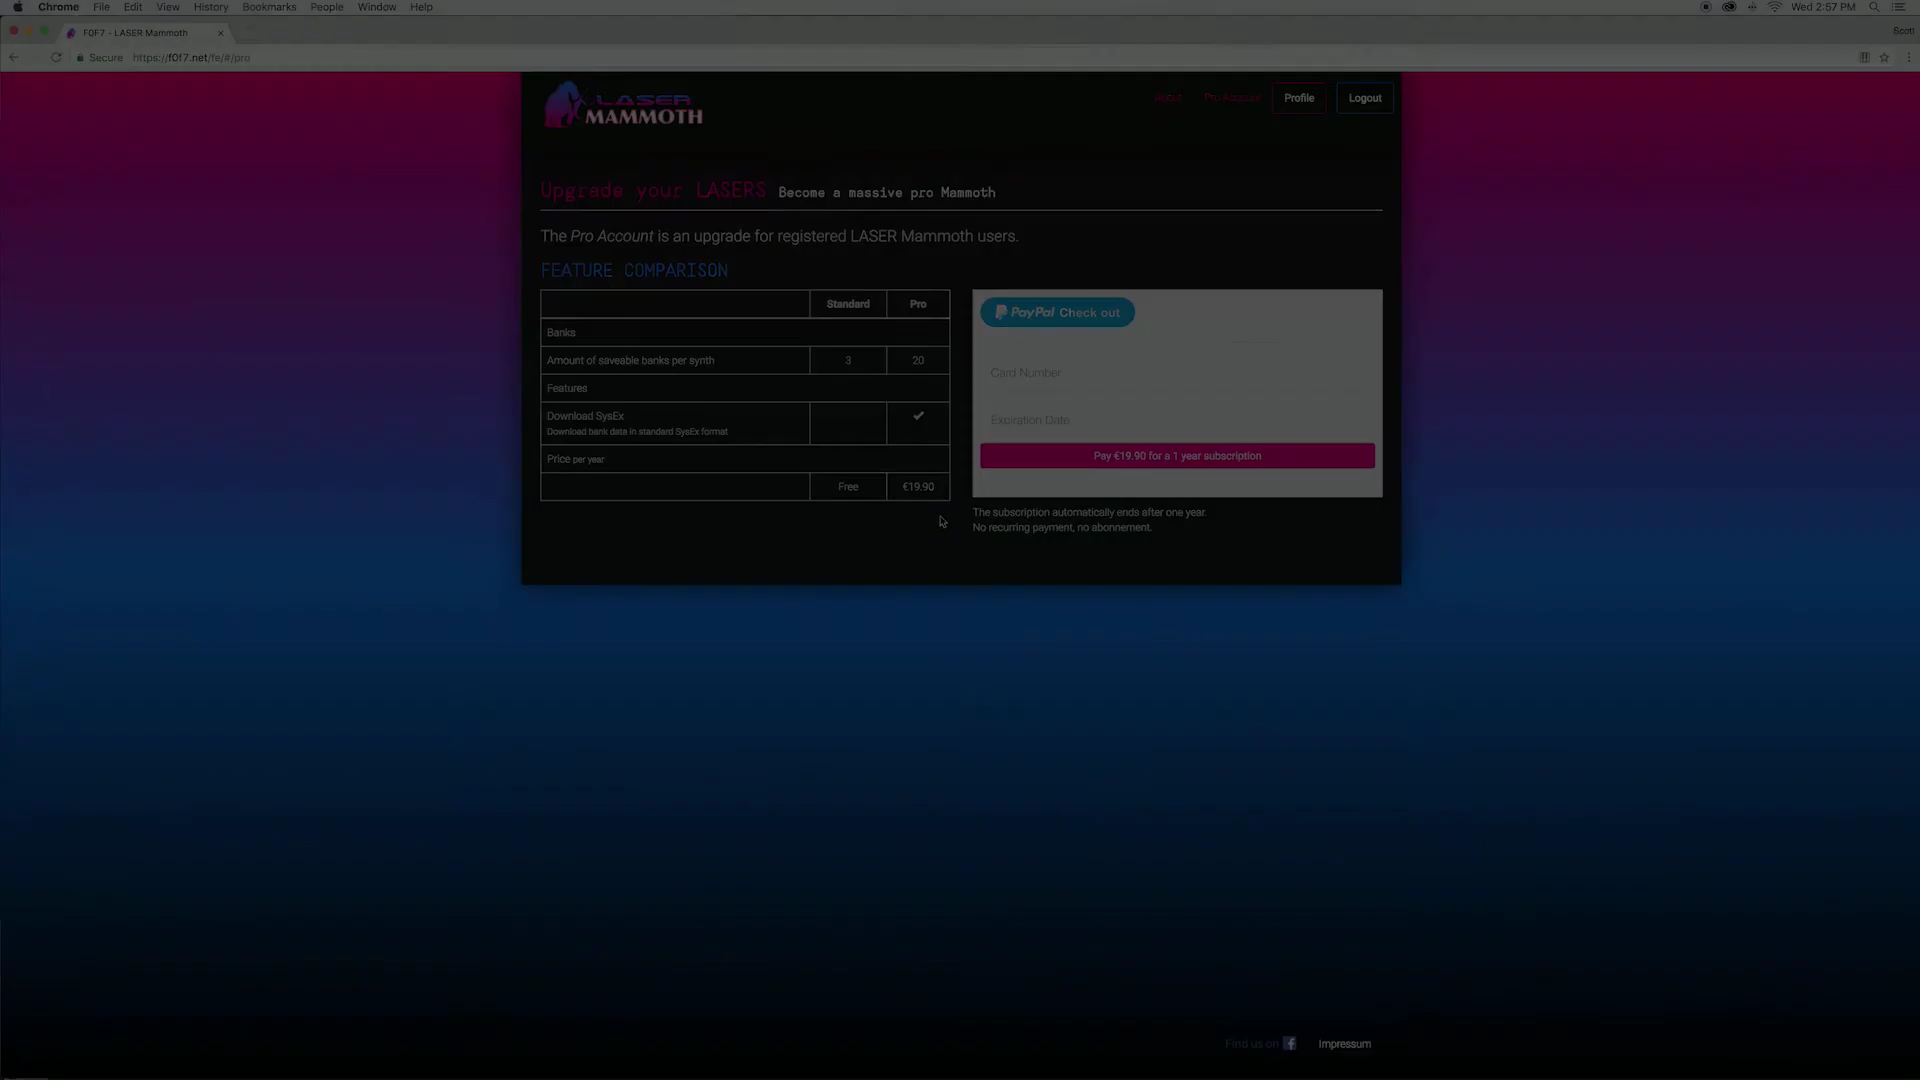 Chrome File Edit View History Bookmarks People Window Help Wed 2:57 PM
F0F7 - LASER Mammoth × Scott
Secure https://f0f7.net/fe/#/pro
LASER
MAMMOTH
About Pro Account Profile Logout
Upgrade your LASERS Become a massive pro Mammoth
The Pro Account is an upgrade for registered LASER Mammoth users.
FEATURE COMPARISON
Standard Pro
Banks
Amount of saveable banks per synth 3 20
Features
Download SysEx
Download bank data in standard SysEx format
Price per year
Free €19.90
PayPal Check out
Card Number
Expiration Date
Pay €19.90 for a 1 year subscription
The subscription automatically ends after one year.
No recurring payment, no abonnement.
Find us on f Impressum